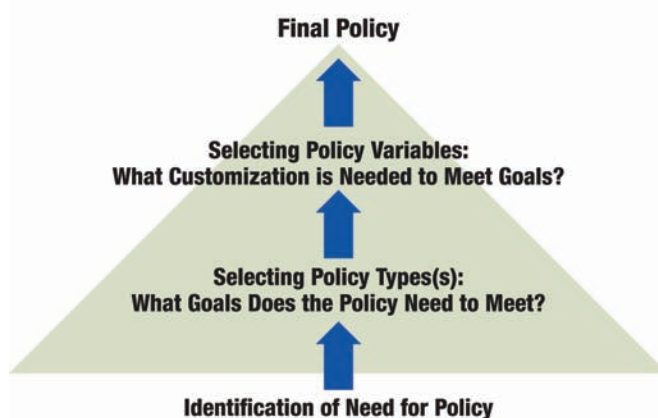 Final Policy
Selecting Policy Variables:
What Customization is Needed to Meet Goals?
Selecting Policy Types(s):
What Goals Does the Policy Need to Meet?
Identification of Need for Policy